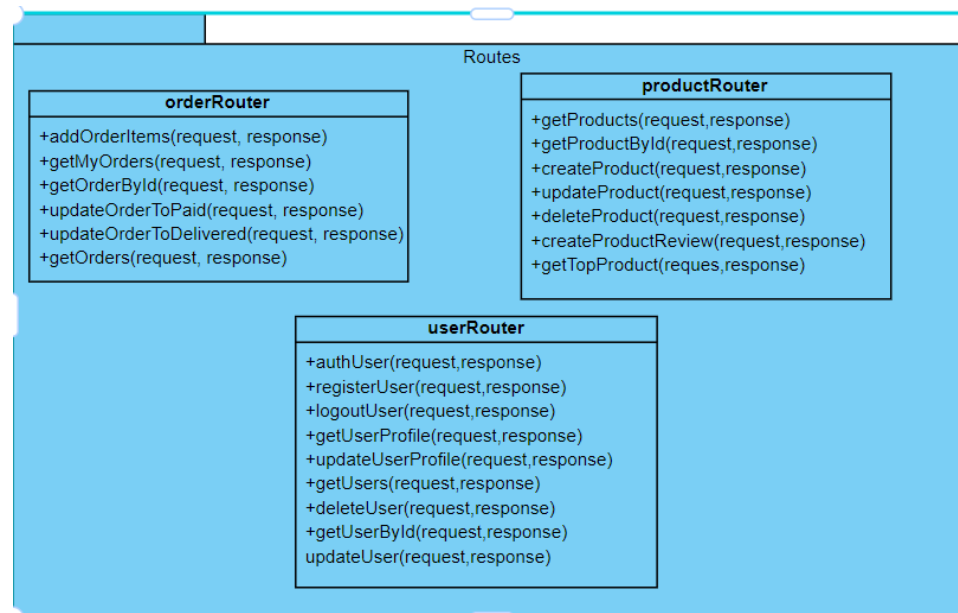 Routes
orderRouter
+addOrderItems(request, response)
+getMyOrders(request, response)
+getOrderById(request, response)
+updateOrderToPaid(request, response)
+updateOrderToDelivered(request, response)
+getOrders(request, response)
productRouter
+getProducts(request,response)
+getProductById(request,response)
+createProduct(request,response)
+updateProduct(request,response)
+deleteProduct(request,response)
+createProductReview(request,response)
+getTopProduct(reques,response)
userRouter
+authUser(request,response)
+registerUser(request,response)
+logoutUser(request,response)
+getUserProfile(request,response)
+updateUserProfile(request,response)
+getUsers(request,response)
+deleteUser(request,response)
+getUserById(request,response)
updateUser(request,response)